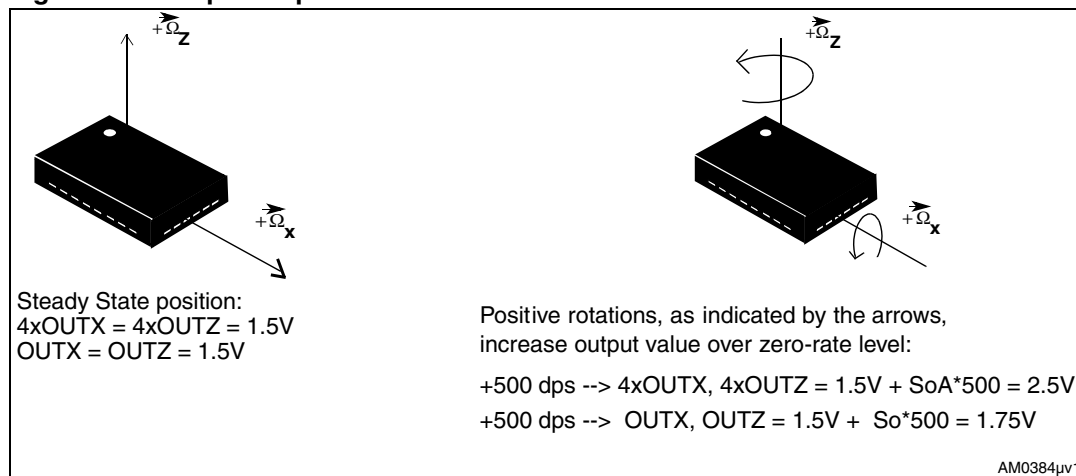 +Ω Z
+Ω x
Steady State position:
4xOUTX = 4xOUTZ = 1.5V
OUTX = OUTZ = 1.5V
+Ω Z
+Ω x
Positive rotations, as indicated by the arrows,
increase output value over zero-rate level:
+500 dps --> 4xOUTX, 4xOUTZ = 1.5V + SoA*500 = 2.5V
+500 dps --> OUTX, OUTZ = 1.5V + So*500 = 1.75V